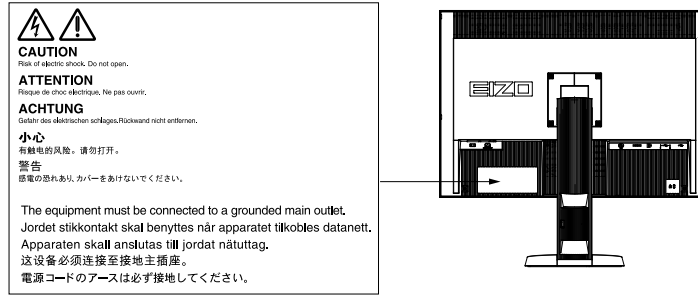 CAUTION
Risk of electric shock. Do not open.
ATTENTION
Risque de choc electrique. Ne pas ouvrir.
ACHTUNG
Gefahr des elektrischen schlages.Rückwand nicht entfernen.
小心
有触电的风险。请勿打开。
警告
感電の恐れあり、カバーをあけないでください。
The equipment must be connected to a grounded main outlet.
Jordet stikkontakt skal benyttes når apparatet tilkobles datanett.
Apparaten skall anslutas till jordat nätuttag.
这设备必须连接至接地主插座。
電源コードのアースは必ず接地してください。
EIZO